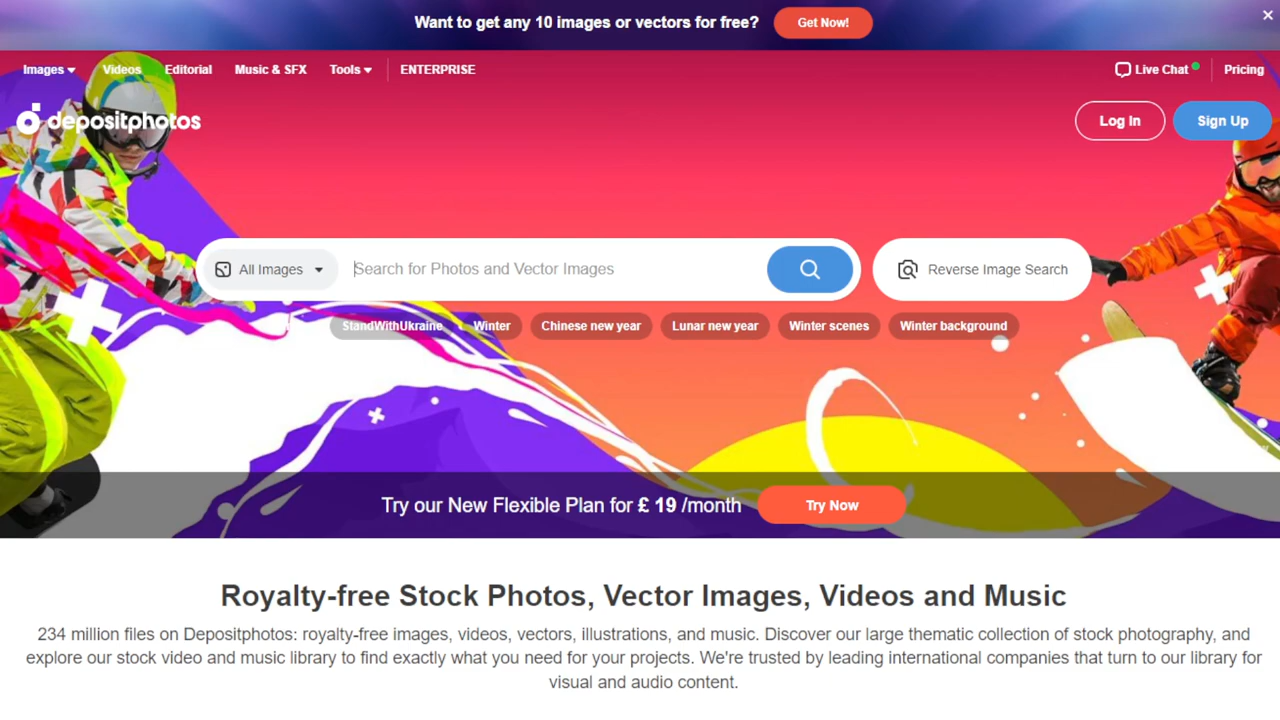 Want to get any 10 images or vectors for free? Get Now!
Images Videos Editorial Music & SFX Tools ENTERPRISE Live Chat Pricing
depositphotos Log In Sign Up
All Images Search for Photos and Vector Images Reverse Image Search
StandWithUkraine Winter Chinese new year Lunar new year Winter scenes Winter background
Try our New Flexible Plan for £ 19 /month Try Now
Royalty-free Stock Photos, Vector Images, Videos and Music
234 million files on Depositphotos: royalty-free images, videos, vectors, illustrations, and music. Discover our large thematic collection of stock photography, and
explore our stock video and music library to find exactly what you need for your projects. We're trusted by leading international companies that turn to our library for
visual and audio content.